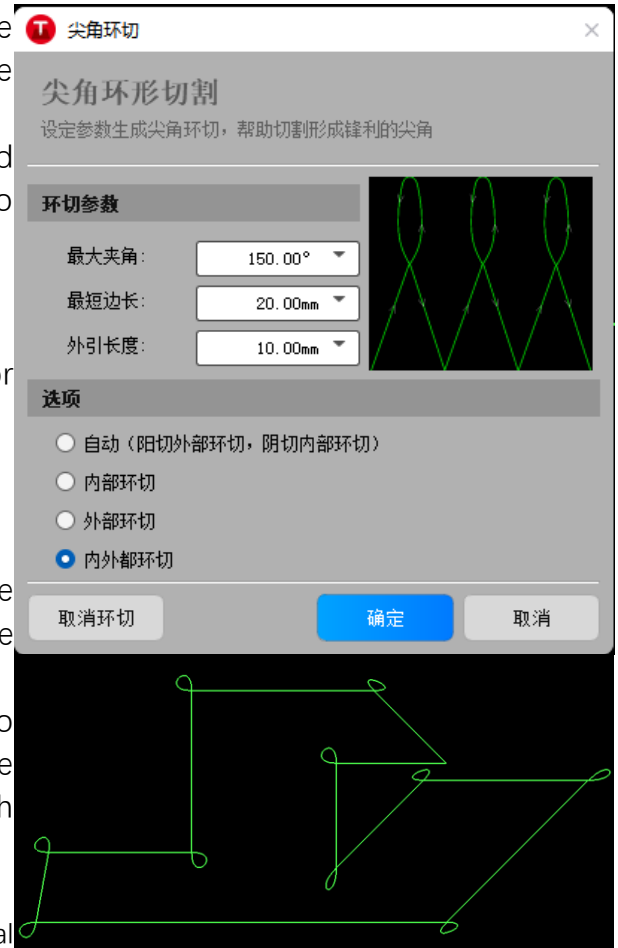 尖角环切
尖角环形切割
设定参数生成尖角环切，帮助切割形成锋利的尖角
环切参数
最大夹角：
150.00°
最短边长：
20.00mm
外引长度：
10.00mm
选项
自动（阳切外部环切，阴切内部环切）
内部环切
外部环切
内外都环切
取消环切
确定
取消